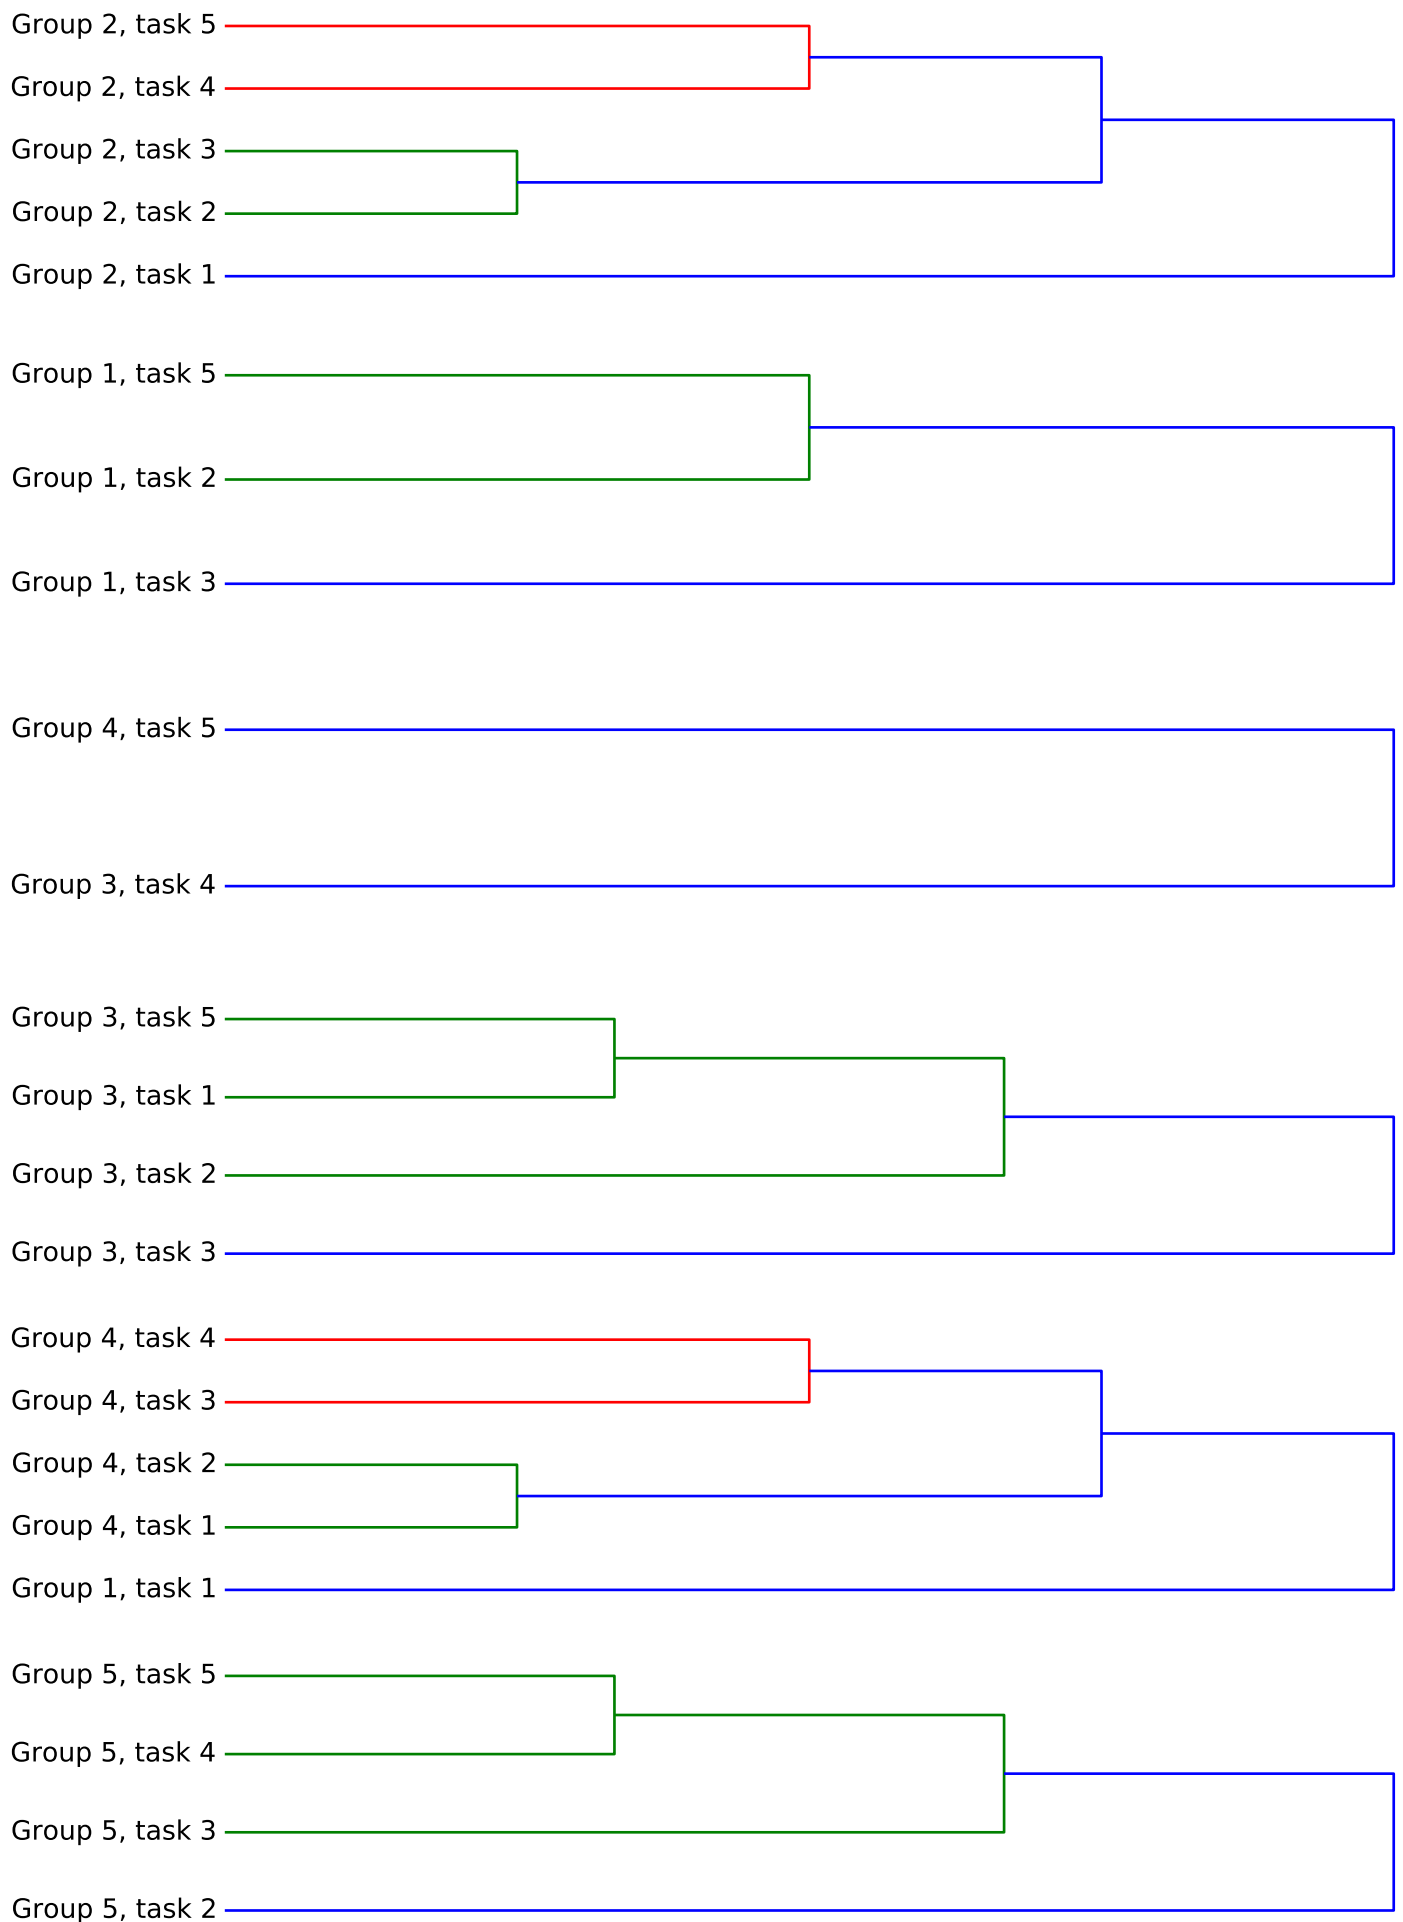 Group 2, task 5
Group 2, task 4
Group 2, task 3
Group 2, task 2
Group 2, task 1
Group 1, task 5
Group 1, task 2
Group 1, task 3
Group 4, task 5
Group 3, task 4
Group 3, task 5
Group 3, task 1
Group 3, task 2
Group 3, task 3
Group 4, task 4
Group 4, task 3
Group 4, task 2
Group 4, task 1
Group 1, task 1
Group 5, task 5
Group 5, task 4
Group 5, task 3
Group 5, task 2